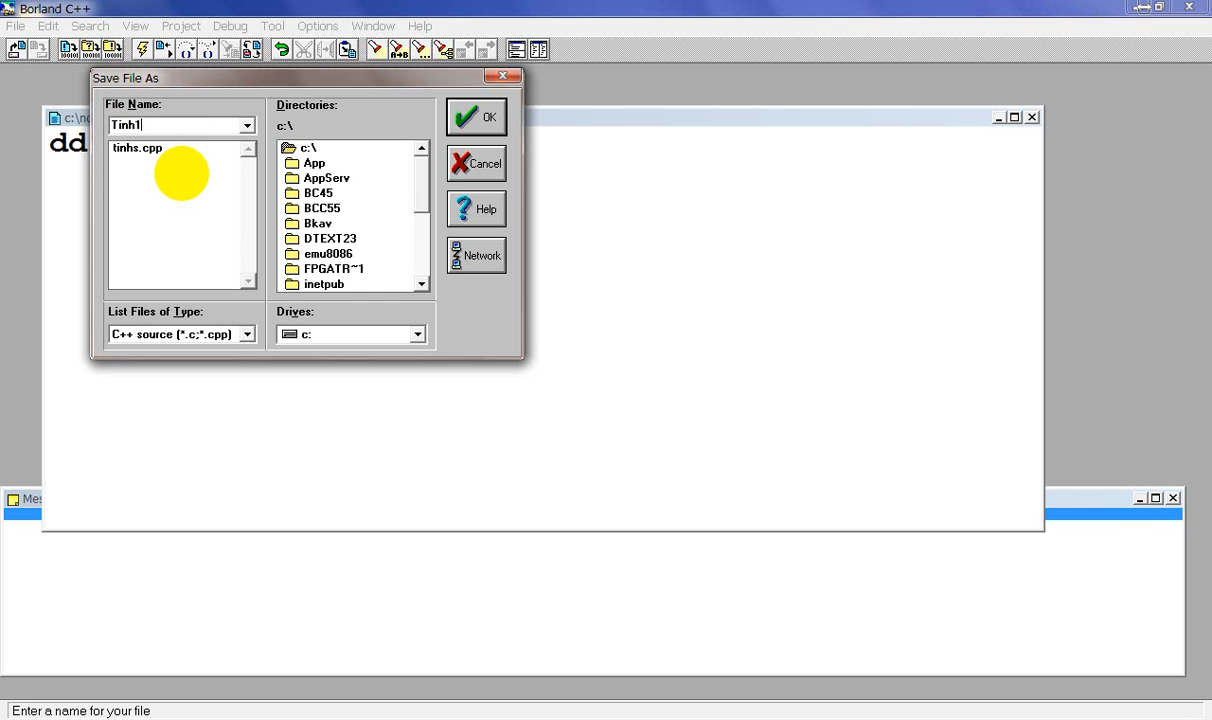 Borland C++
File Edit Search View Project Debug Tool Options Window Help
Save File As
File Name:
Tinh1
tinhs.cpp
List Files of Type:
C++ source (*.c;*.cpp)
Directories:
c:\
c:\
App
AppServ
BC45
BCC55
Bkav
DTEXT23
emu8086
FPGATR~1
inetpub
Drives:
c:
OK
Cancel
Help
Network
dd
Enter a name for your file